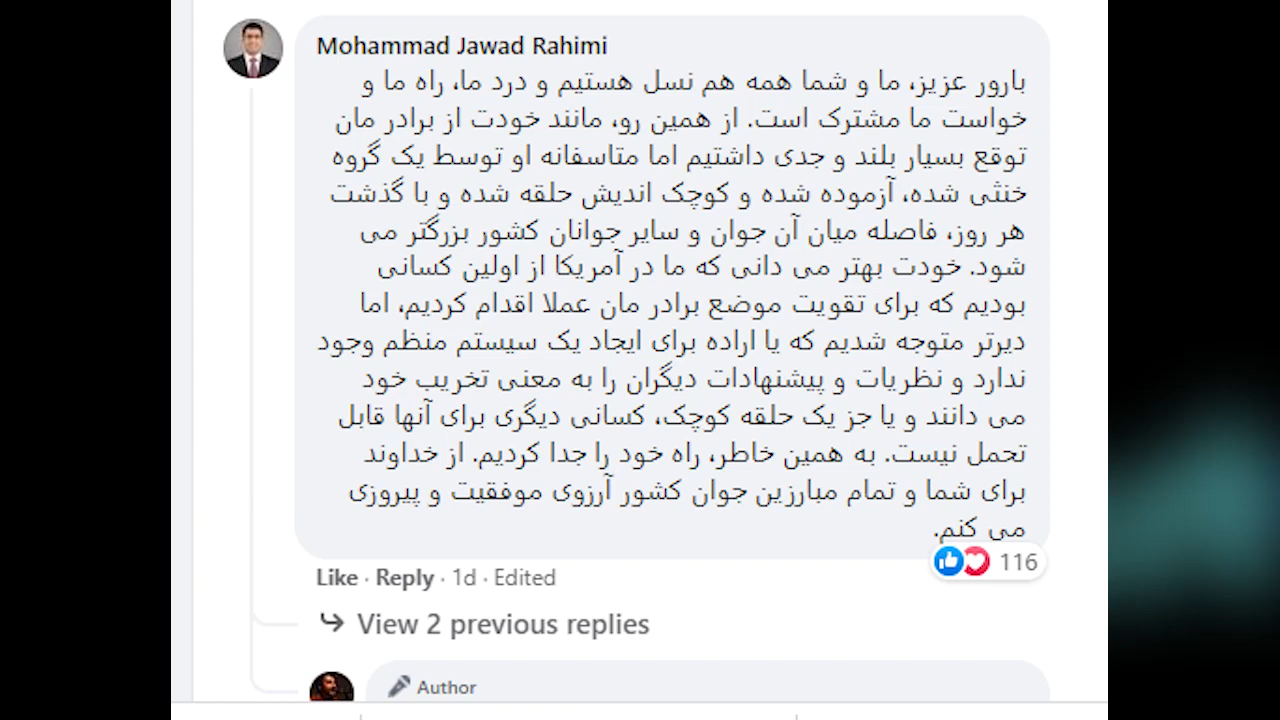 Mohammad Jawad Rahimi
بارور عزیز، ما و شما همه هم نسل هستیم و درد ما، راه ما و
خواست ما مشترک است. از همین رو، مانند خودت از برادر مان
توقع بسیار بلند و جدی داشتیم اما متاسفانه او توسط یک گروه
خنثی شده، آزموده شده و کوچک اندیش حلقه شده و با گذشت
هر روز، فاصله میان آن جوان و سایر جوانان کشور بزرگتر می
شود. خودت بهتر می دانی که ما در آمریکا از اولین کسانی
بودیم که برای تقویت موضع برادر مان عملا اقدام کردیم، اما
دیرتر متوجه شدیم که یا اراده برای ایجاد یک سیستم منظم وجود
ندارد و نظریات و پیشنهادات دیگران را به معنی تخریب خود
می دانند و یا جز یک حلقه کوچک، کسانی دیگری برای آنها قابل
تحمل نیست. به همین خاطر، راه خود را جدا کردیم. از خداوند
برای شما و تمام مبارزین جوان کشور آرزوی موفقیت و پیروزی
می کنم.
116
Like · Reply · 1d · Edited
View 2 previous replies
Author